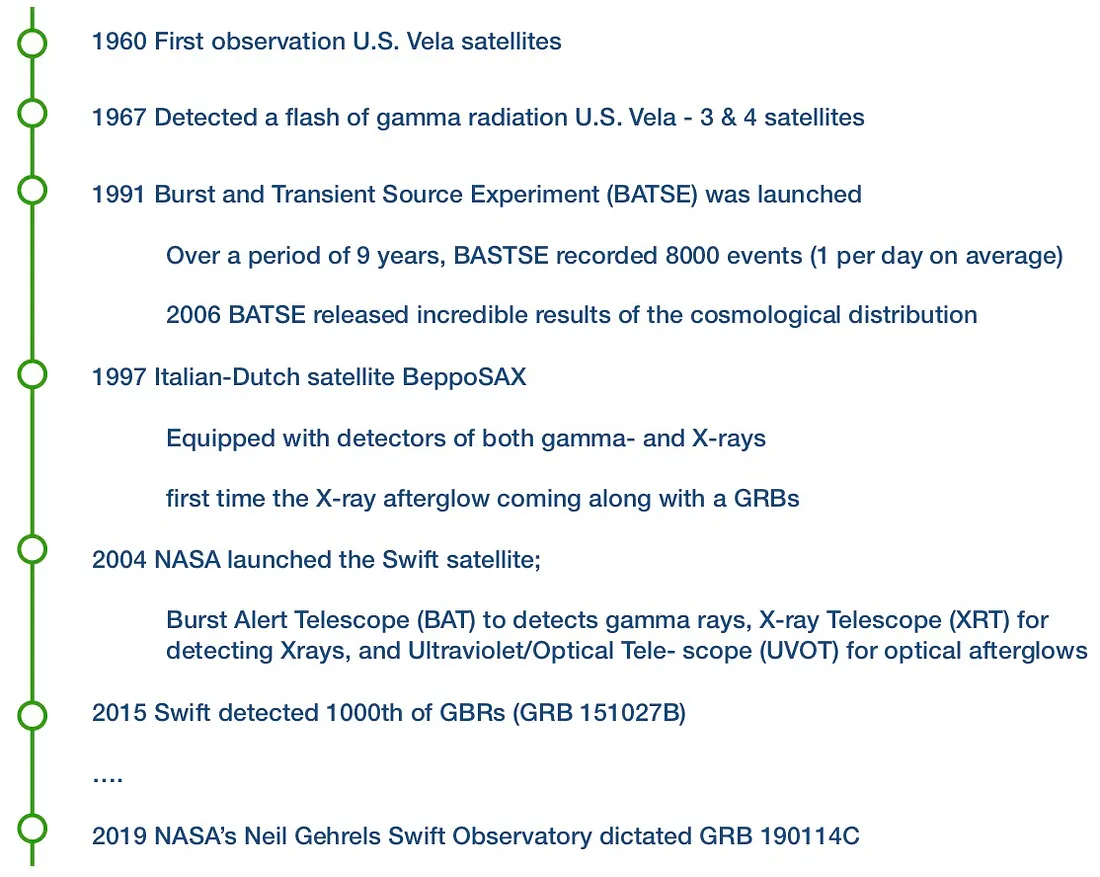 1960 First observation U.S. Vela satellites
1967 Detected a flash of gamma radiation U.S. Vela - 3 & 4 satellites
1991 Burst and Transient Source Experiment (BATSE) was launched
Over a period of 9 years, BASTSE recorded 8000 events (1 per day on average)
2006 BATSE released incredible results of the cosmological distribution
1997 Italian-Dutch satellite BeppoSAX
Equipped with detectors of both gamma- and X-rays
first time the X-ray afterglow coming along with a GRBs
2004 NASA launched the Swift satellite;
Burst Alert Telescope (BAT) to detects gamma rays, X-ray Telescope (XRT) for
detecting Xrays, and Ultraviolet/Optical Tele- scope (UVOT) for optical afterglows
2015 Swift detected 1000th of GBRs (GRB 151027B)
....
2019 NASA’s Neil Gehrels Swift Observatory dictated GRB 190114C